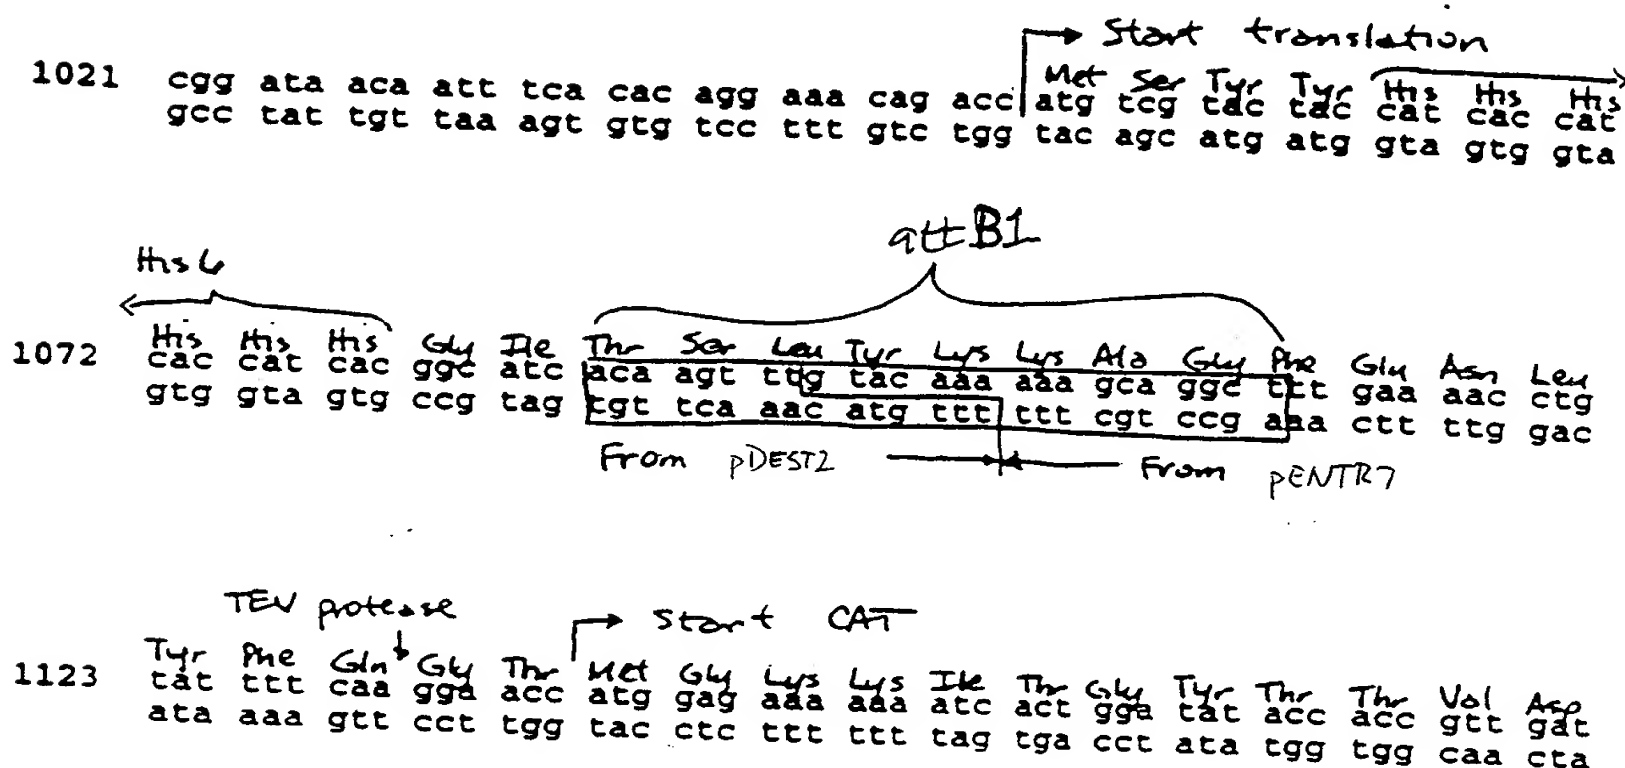 Start translation
Met Ser Tyr Tyr His His His
1021 cgg ata aca att tca cac agg aaa cag acc atg tcg tac tac cat cac cat
gcc tat tgt taa agt gtg tcc ttt gtc tgg tac agc atg atg gta gtg gta
attB1
His6
His His His Gly Ile Thr Ser Leu Tyr Lys Lys Ala Gly Phe Glu Asn Leu
1072 cac cat cac ggc atc aca agt ttg tac aaa aaa gca ggc ttt gaa aac ctg
gtg gta gtg ccg tag tgt tca aac atg ttt ttt cgt ccg aaa ctt ttg gac
From pDEST2 From pENTR7
TEV protease Start CAT
Tyr Phe Gln Gly Thr Met Gly Lys Lys Ile Thr Gly Tyr Thr Thr Val Asp
1123 tat ttt caa gga acc atg gag aaa aaa atc act gga tat acc acc gtt gat
ata aaa gtt cct tgg tac ctc ttt ttt tag tga cct ata tgg tgg caa cta